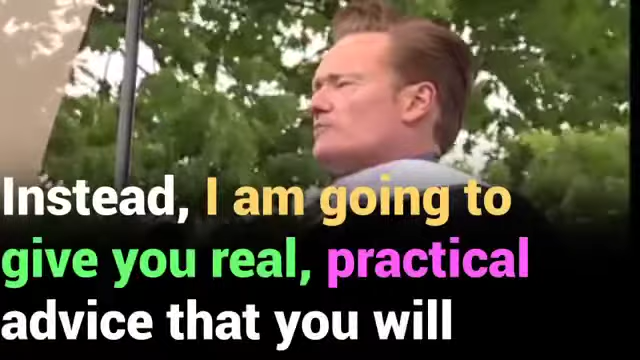 Instead, I am going to
give you real, practical
advice that you will